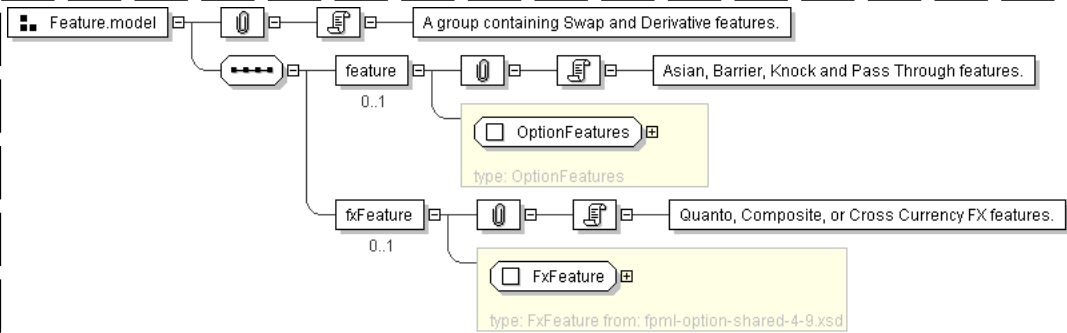 Feature.model
A group containing Swap and Derivative features.
feature
Asian, Barrier, Knock and Pass Through features.
0..1
OptionFeatures
type: OptionFeatures
fxFeature
Quanto, Composite, or Cross Currency FX features.
0..1
FxFeature
type: FxFeature from: fpml-option-shared-4-9.xsd